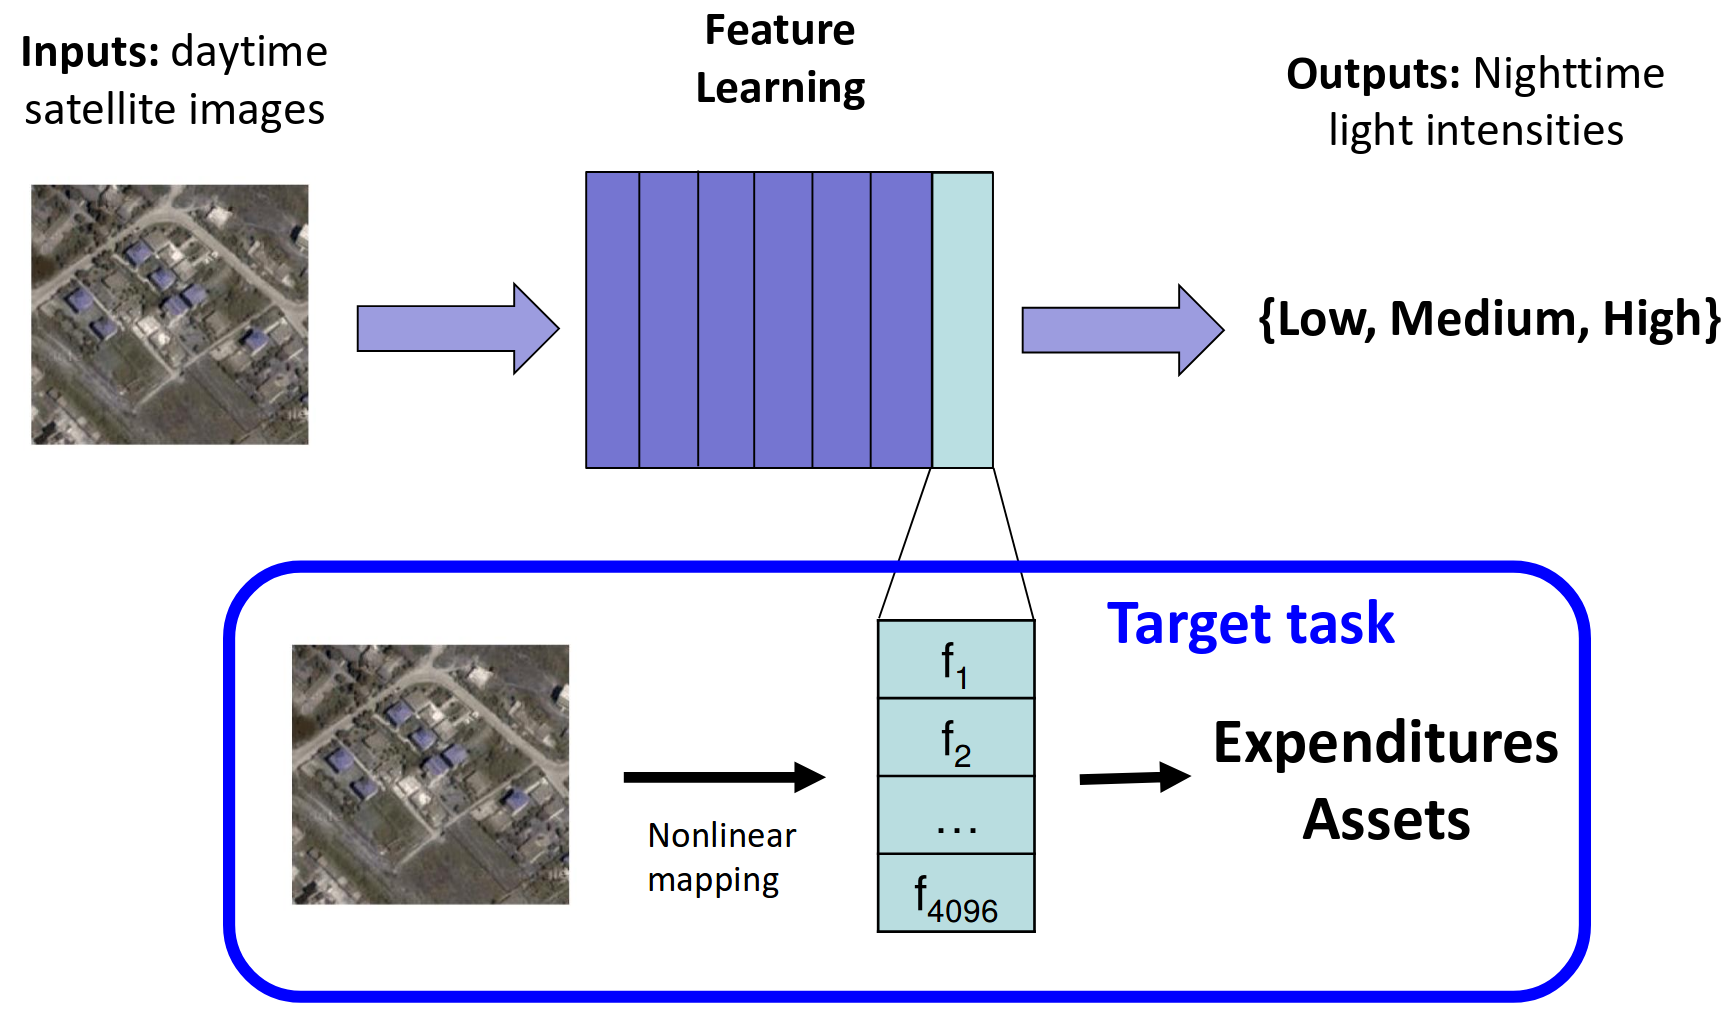 Inputs: daytime
satellite images
Feature
Learning
Outputs: Nighttime
light intensities
{Low, Medium, High}
Target task
f1
f2
...
f4096
Nonlinear
mapping
Expenditures
Assets